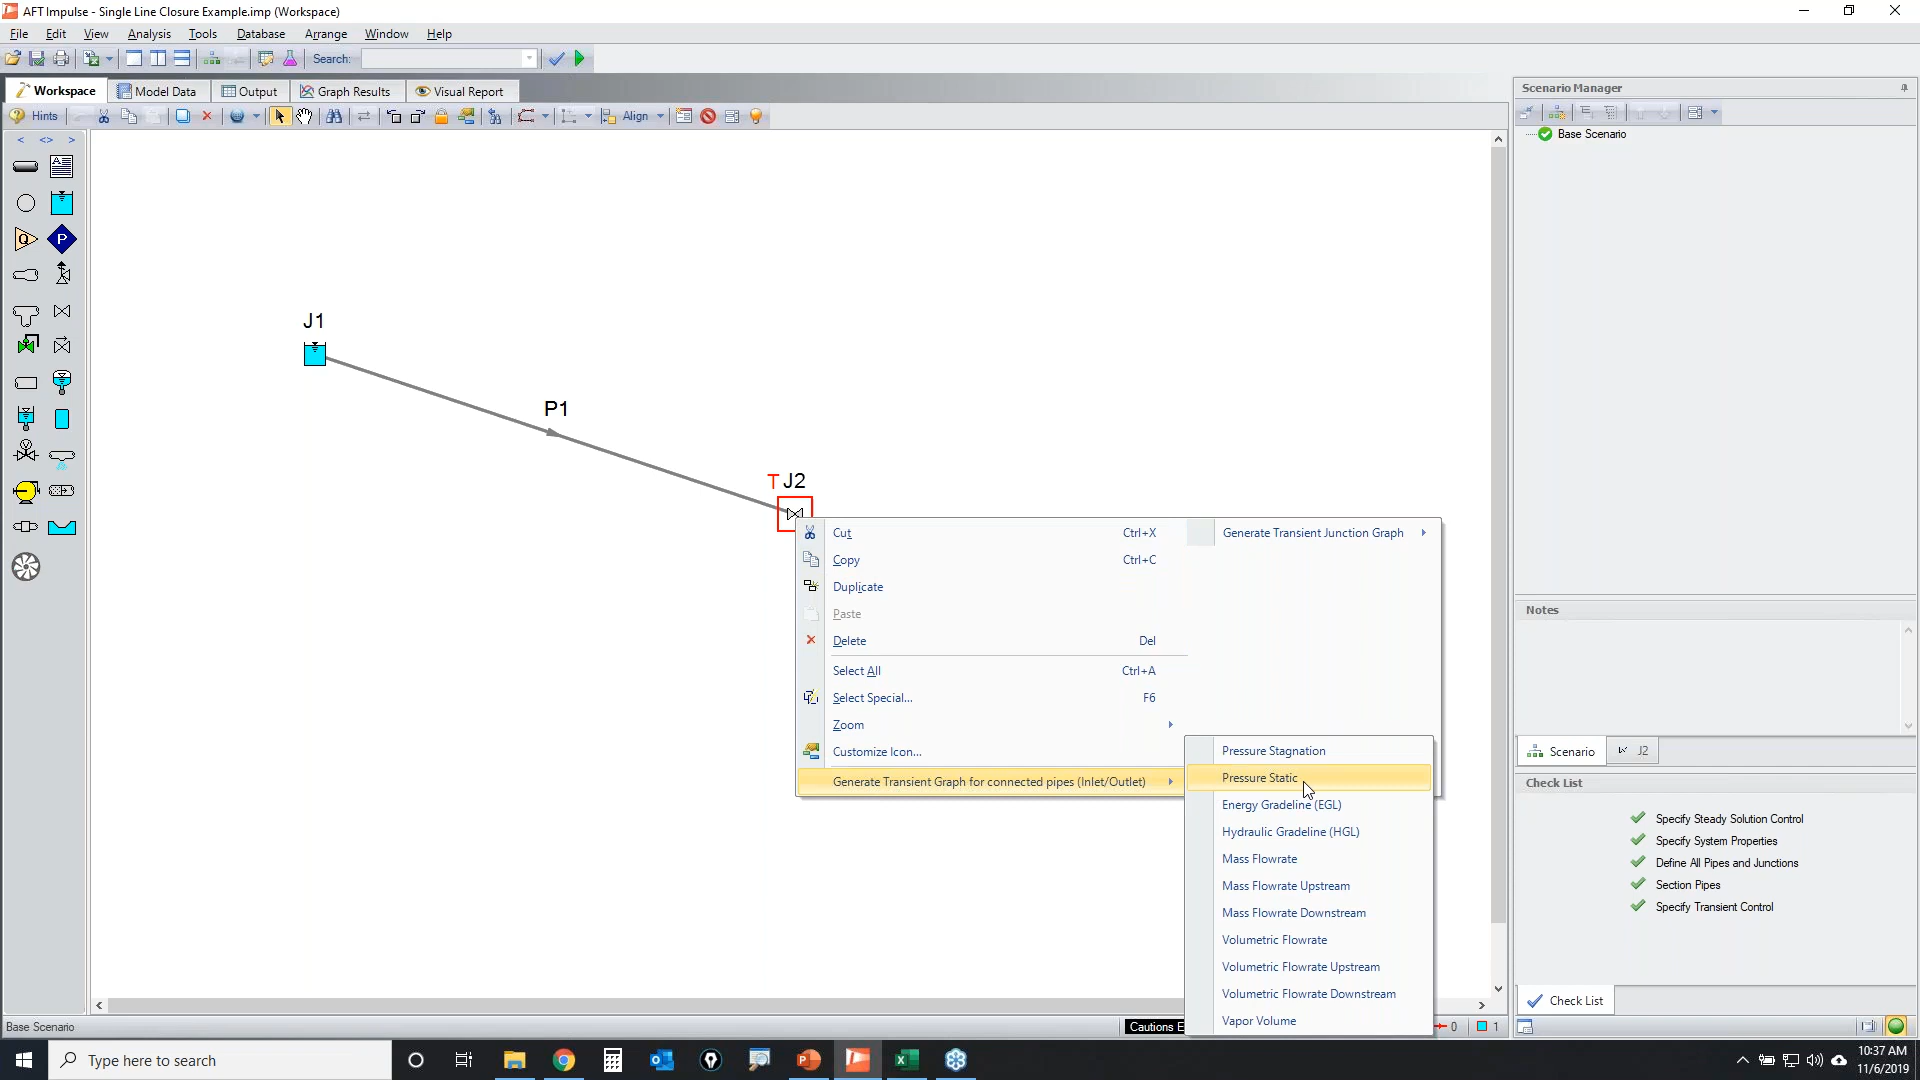 AFT Impulse - Single Line Closure Example.imp (Workspace)
File Edit View Analysis Tools Database Arrange Window Help
Search:
Workspace Model Data Output Graph Results Visual Report
Hints Align
< <> >
A
Q P
J1
P1
T J2
Cut Ctrl+X
Copy Ctrl+C
Duplicate
Paste
Delete Del
Select All Ctrl+A
Select Special... F6
Zoom
Customize Icon...
Generate Transient Graph for connected pipes (Inlet/Outlet)
Generate Transient Junction Graph
Pressure Stagnation
Pressure Static
Energy Gradeline (EGL)
Hydraulic Gradeline (HGL)
Mass Flowrate
Mass Flowrate Upstream
Mass Flowrate Downstream
Volumetric Flowrate
Volumetric Flowrate Upstream
Volumetric Flowrate Downstream
Vapor Volume
Scenario Manager
Base Scenario
Notes
Scenario J2
Check List
Specify Steady Solution Control
Specify System Properties
Define All Pipes and Junctions
Section Pipes
Specify Transient Control
Check List
Base Scenario
Cautions E
0 1
Type here to search
10:37 AM
11/6/2019